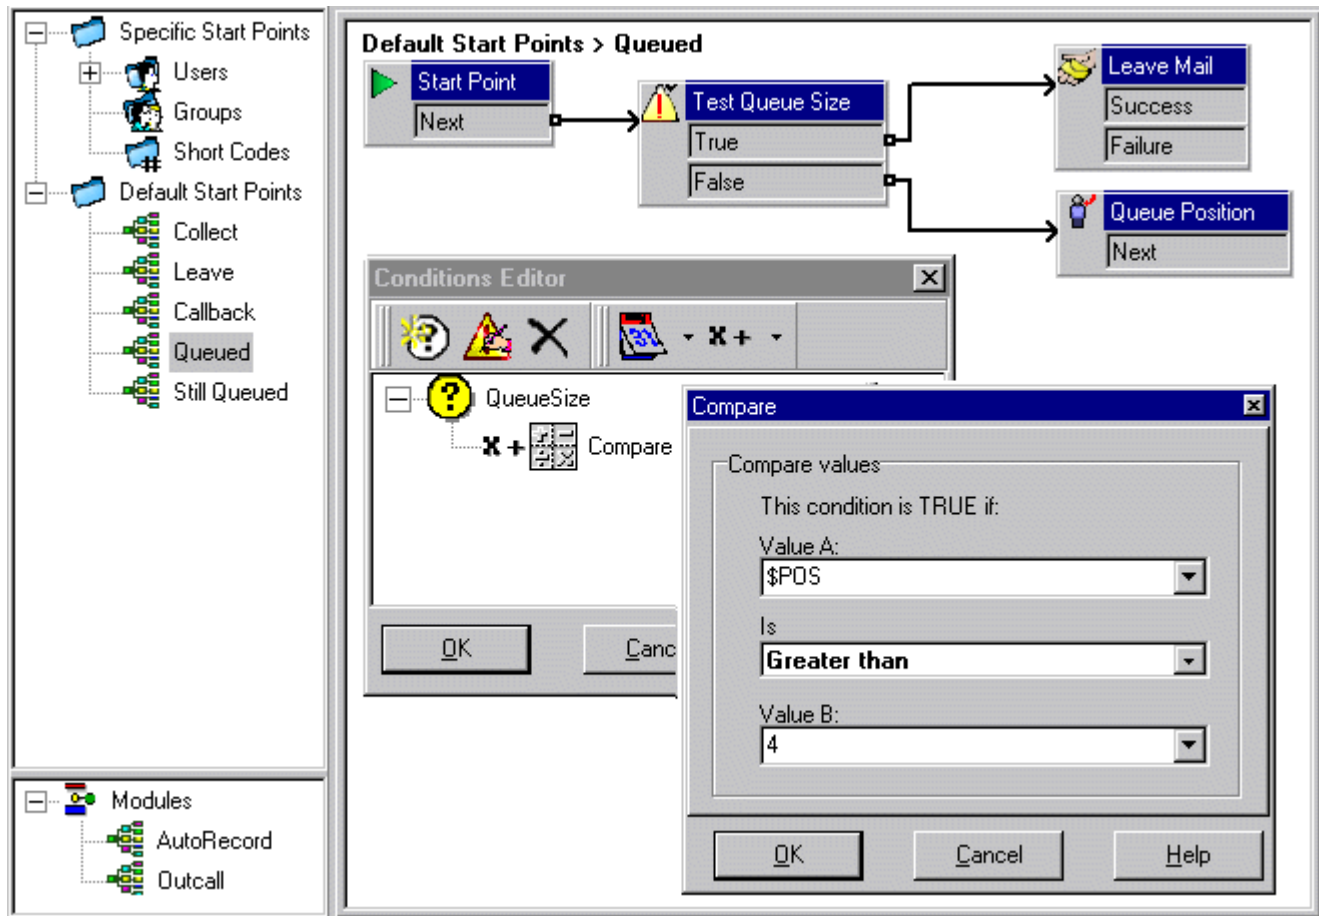 Specific Start Points
Users
Groups
Short Codes
Default Start Points
Collect
Leave
Callback
Queued
Still Queued
Modules
AutoRecord
Outcall
Default Start Points > Queued
Start Point
Next
Test Queue Size
True
False
Leave Mail
Success
Failure
Queue Position
Next
Conditions Editor
QueueSize
Compare
OK
Canc
Compare
Compare values
This condition is TRUE if:
Value A:
$POS
Is
Greater than
Value B:
4
OK
Cancel
Help